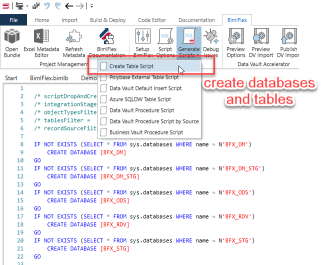 File Home Import Build & Deploy Code Editor Documentation BimlFlex
Open Bundle Excel Metadata Editor Refresh Metadata BimlFlex Documentation Setup BimlFlex Script Options Generate Scripts Debug Issues Preview Options Preview DV Import Publish DV Import
Project Management Data Vault Accelerator
Create Table Script
Polybase External Table Script
Data Vault Default Insert Script
Azure SQLDW Table Script
Data Vault Procedure Script
Data Vault Procedure Script by Source
Business Vault Procedure Script
create databases
and tables
Start BimlFlex.bimlb
1
2 /* scriptDropAndCre
3 /* integrationStage
4 /* objectTypesFilte
5 /* tablesFilter =
6 /* recordSourceFilt
7
8 IF NOT EXISTS (SELECT * FROM sys.databases WHERE name = N'BFX_DM')
9 CREATE DATABASE [BFX_DM]
10 GO
11 IF NOT EXISTS (SELECT * FROM sys.databases WHERE name = N'BFX_DM_STG')
12 CREATE DATABASE [BFX_DM_STG]
13 GO
14 IF NOT EXISTS (SELECT * FROM sys.databases WHERE name = N'BFX_ODS')
15 CREATE DATABASE [BFX_ODS]
16 GO
17 IF NOT EXISTS (SELECT * FROM sys.databases WHERE name = N'BFX_RDV')
18 CREATE DATABASE [BFX_RDV]
19 GO
20 IF NOT EXISTS (SELECT * FROM sys.databases WHERE name = N'BFX_STG')
21 CREATE DATABASE [BFX_STG]
22 GO